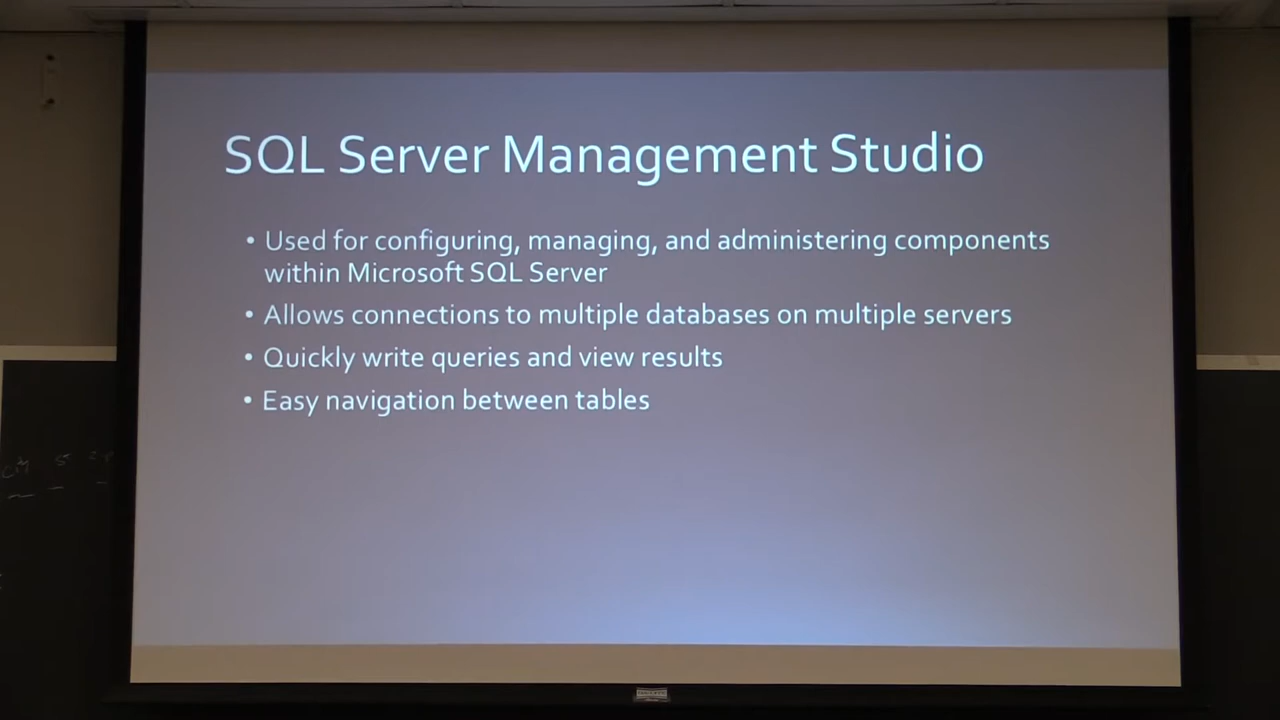 SQL Server Management Studio
• Used for configuring, managing, and administering components
within Microsoft SQL Server
• Allows connections to multiple databases on multiple servers
• Quickly write queries and view results
• Easy navigation between tables